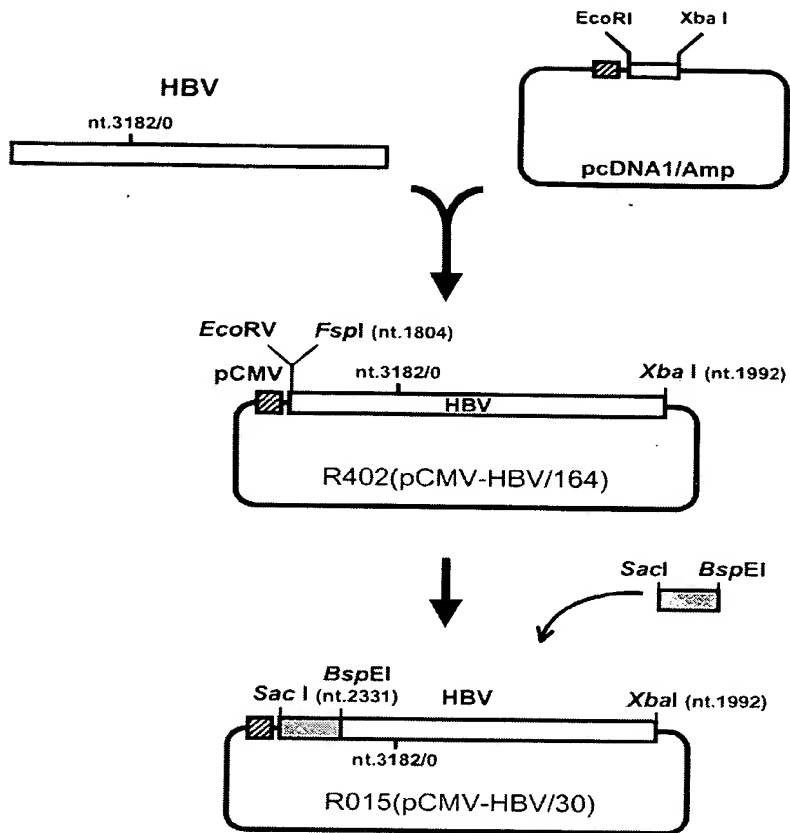 EcoRI Xba I
HBV
nt.3182/0
pcDNA1/Amp
EcoRV FspI (nt.1804)
pCMV nt.3182/0 Xba I (nt.1992)
HBV
R402(pCMV-HBV/164)
SacI BspEI
BspEI
Sac I (nt.2331) HBV XbaI (nt.1992)
nt.3182/0
R015(pCMV-HBV/30)